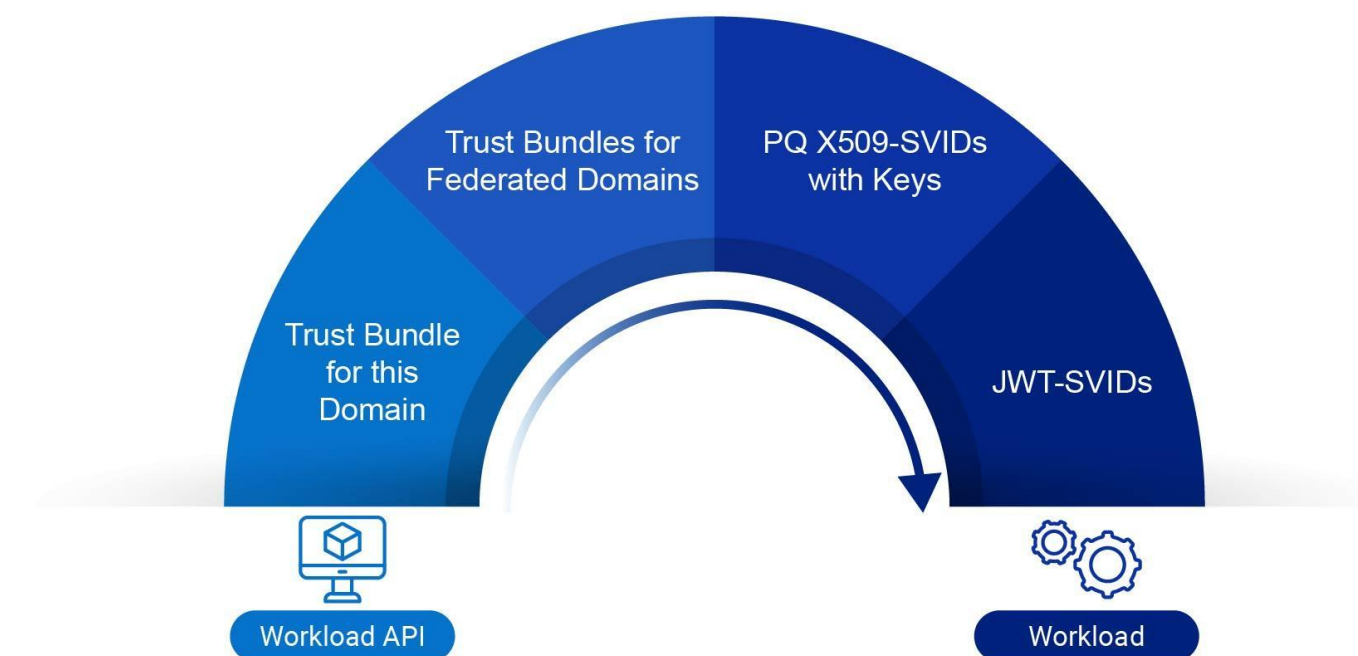 Trust Bundles for
Federated Domains
PQ X509-SVIDs
with Keys
Trust Bundle
for this
Domain
JWT-SVIDs
Workload API
Workload